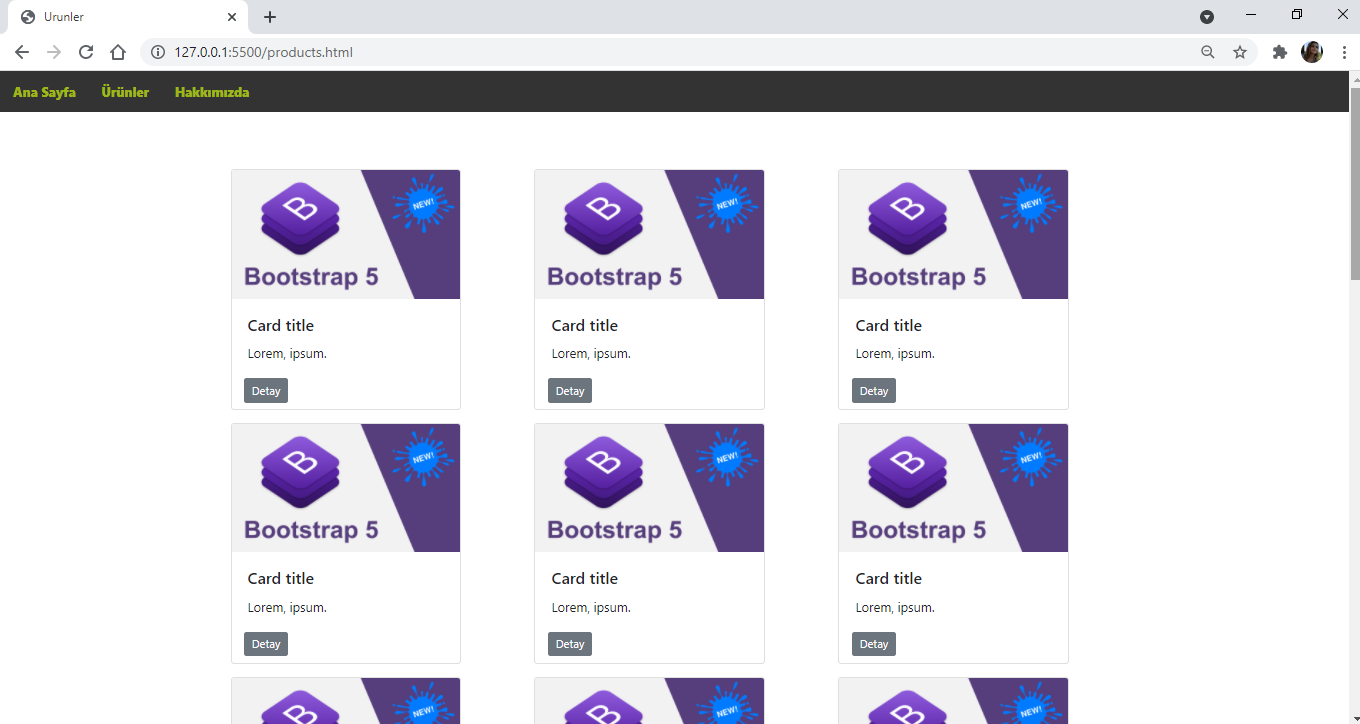 Urunler
127.0.0.1:5500/products.html
Ana Sayfa Ürünler Hakkımızda
NEW! NEW! NEW!
Bootstrap 5 Bootstrap 5 Bootstrap 5
Card title Card title Card title
Lorem, ipsum. Lorem, ipsum. Lorem, ipsum.
Detay Detay Detay
NEW! NEW! NEW!
Bootstrap 5 Bootstrap 5 Bootstrap 5
Card title Card title Card title
Lorem, ipsum. Lorem, ipsum. Lorem, ipsum.
Detay Detay Detay
NEW! NEW! NEW!